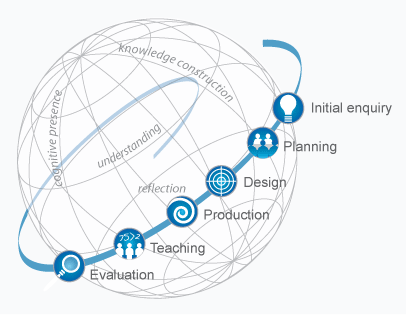 knowledge construction
cognitive presence
understanding
reflection
Initial enquiry
Planning
Design
Production
Teaching
Evaluation